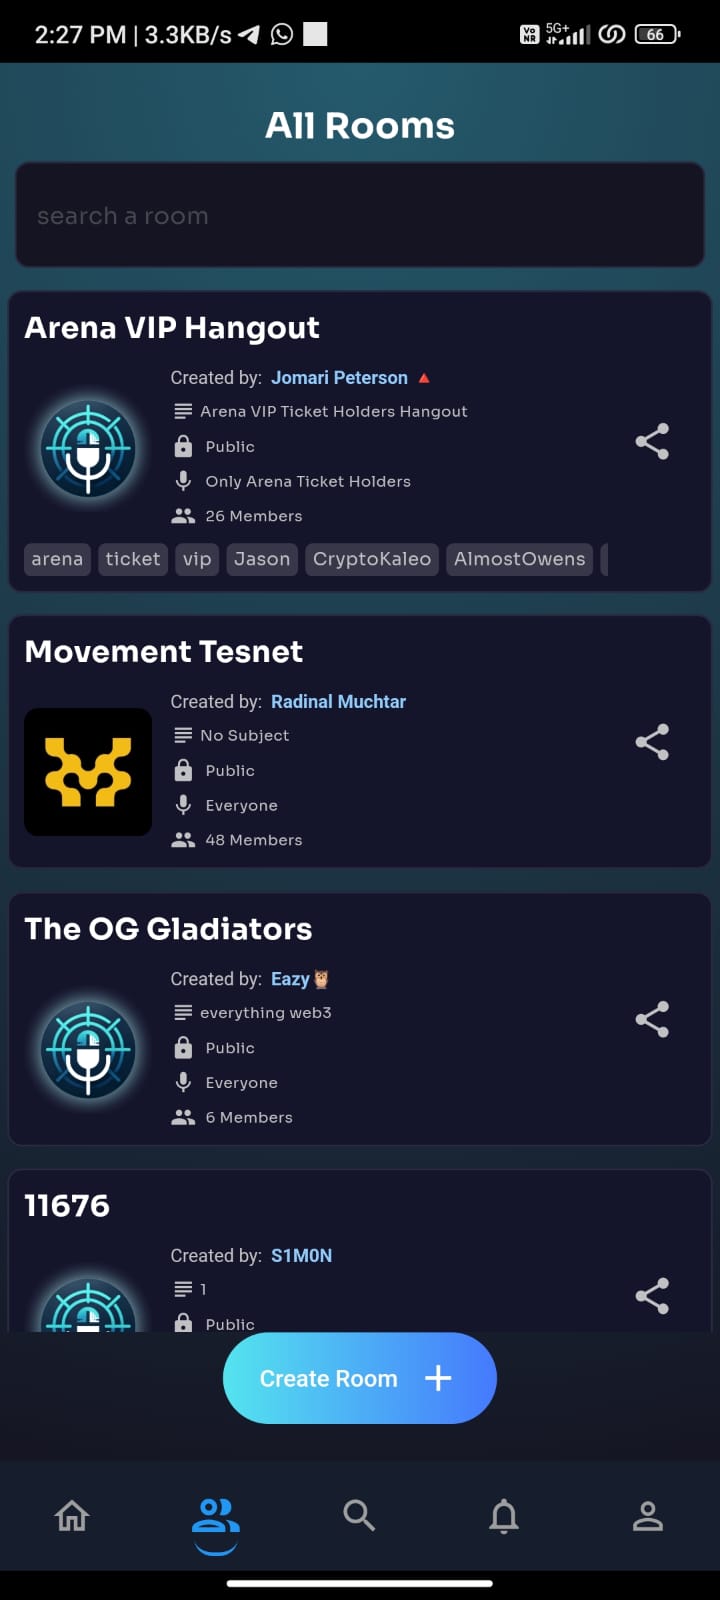 2:27 PM | 3.3KB/s
Vo NR 5G+ 66
All Rooms
search a room
Arena VIP Hangout
Created by: Jomari Peterson 🔺
Arena VIP Ticket Holders Hangout
Public
Only Arena Ticket Holders
26 Members
arena ticket vip Jason CryptoKaleo AlmostOwens
Movement Tesnet
Created by: Radinal Muchtar
No Subject
Public
Everyone
48 Members
The OG Gladiators
Created by: Eazy🦉
everything web3
Public
Everyone
6 Members
11676
Created by: S1M0N
1
Public
Create Room +